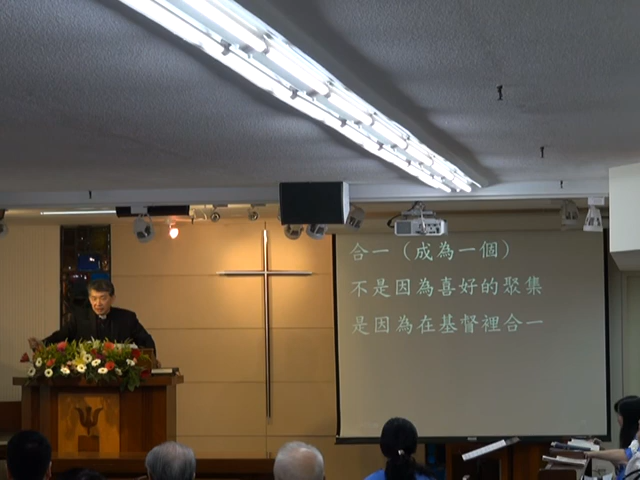 合一（成為一個）
不是因為喜好的聚集
是因為在基督裡合一